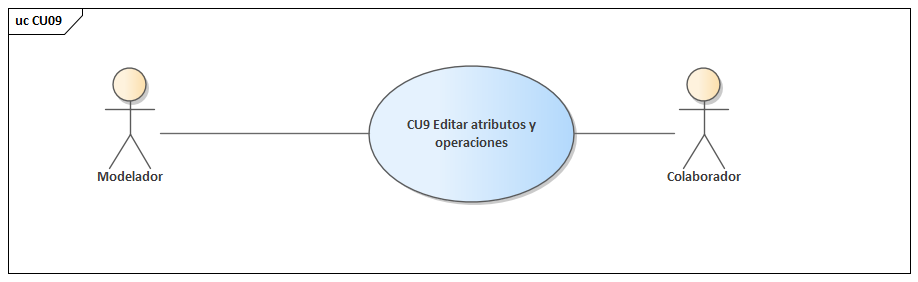 uc CU09
CU9 Editar atributos y
operaciones
Modelador
Colaborador